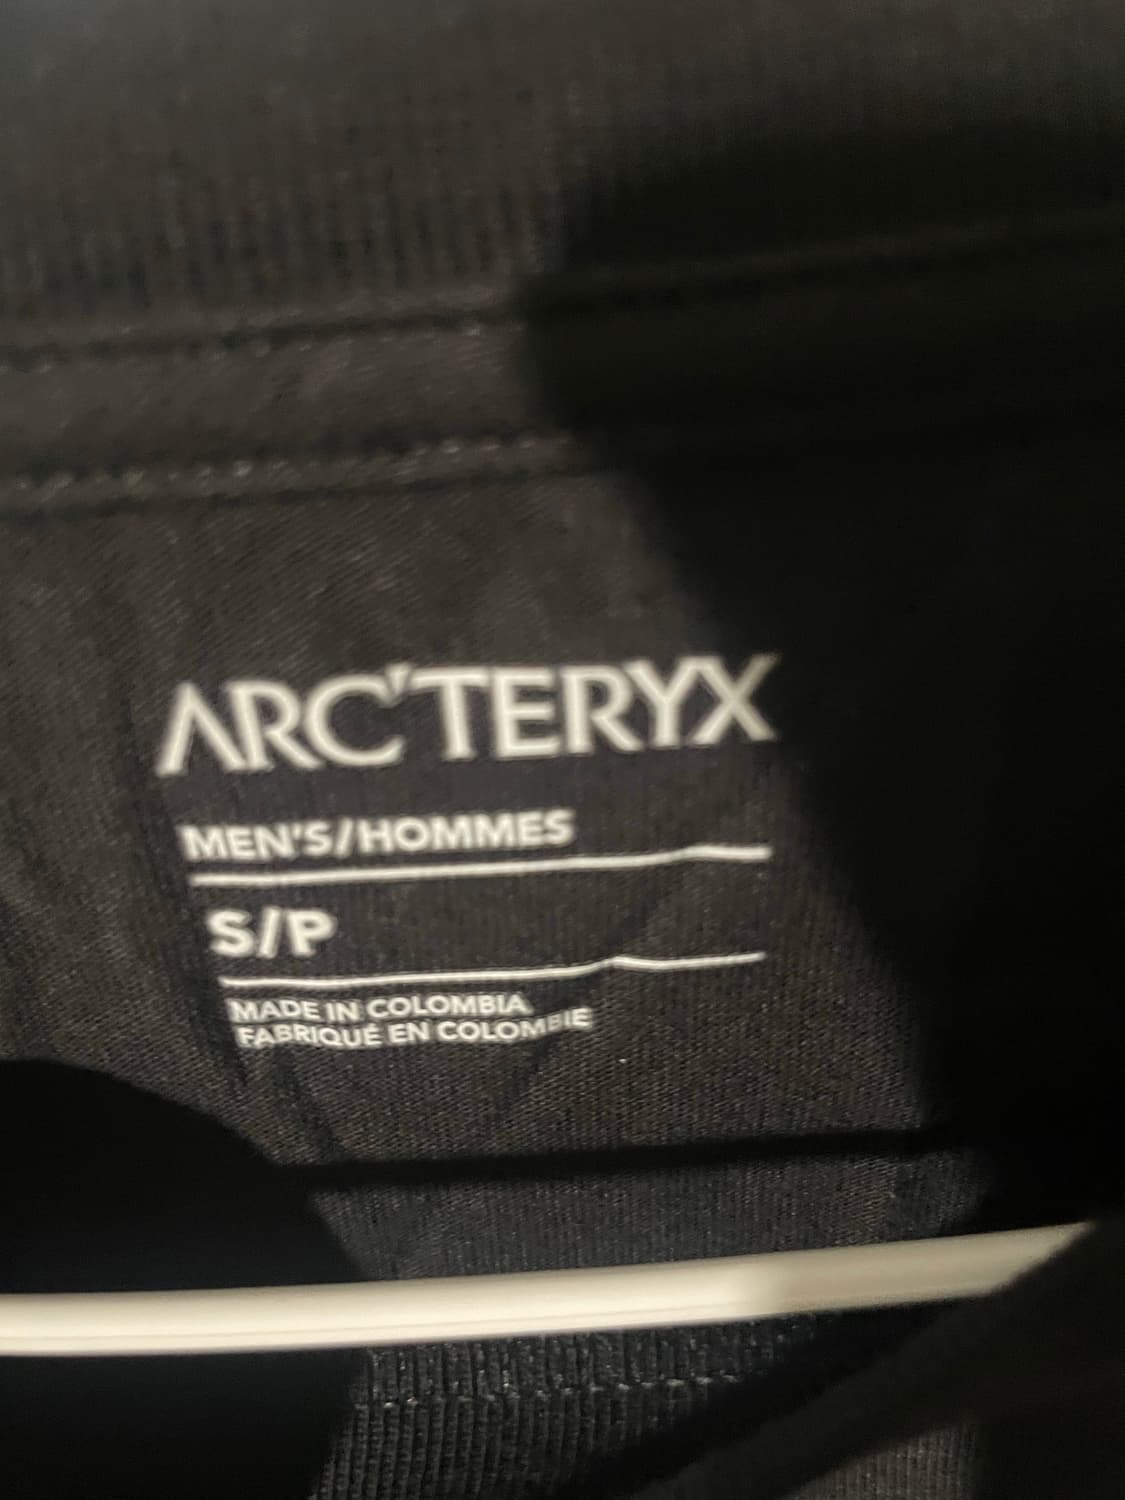 ARC'TERYX
MEN'S/HOMMES
S/P
MADE IN COLOMBIA
FABRIQUÉ EN COLOMBIE